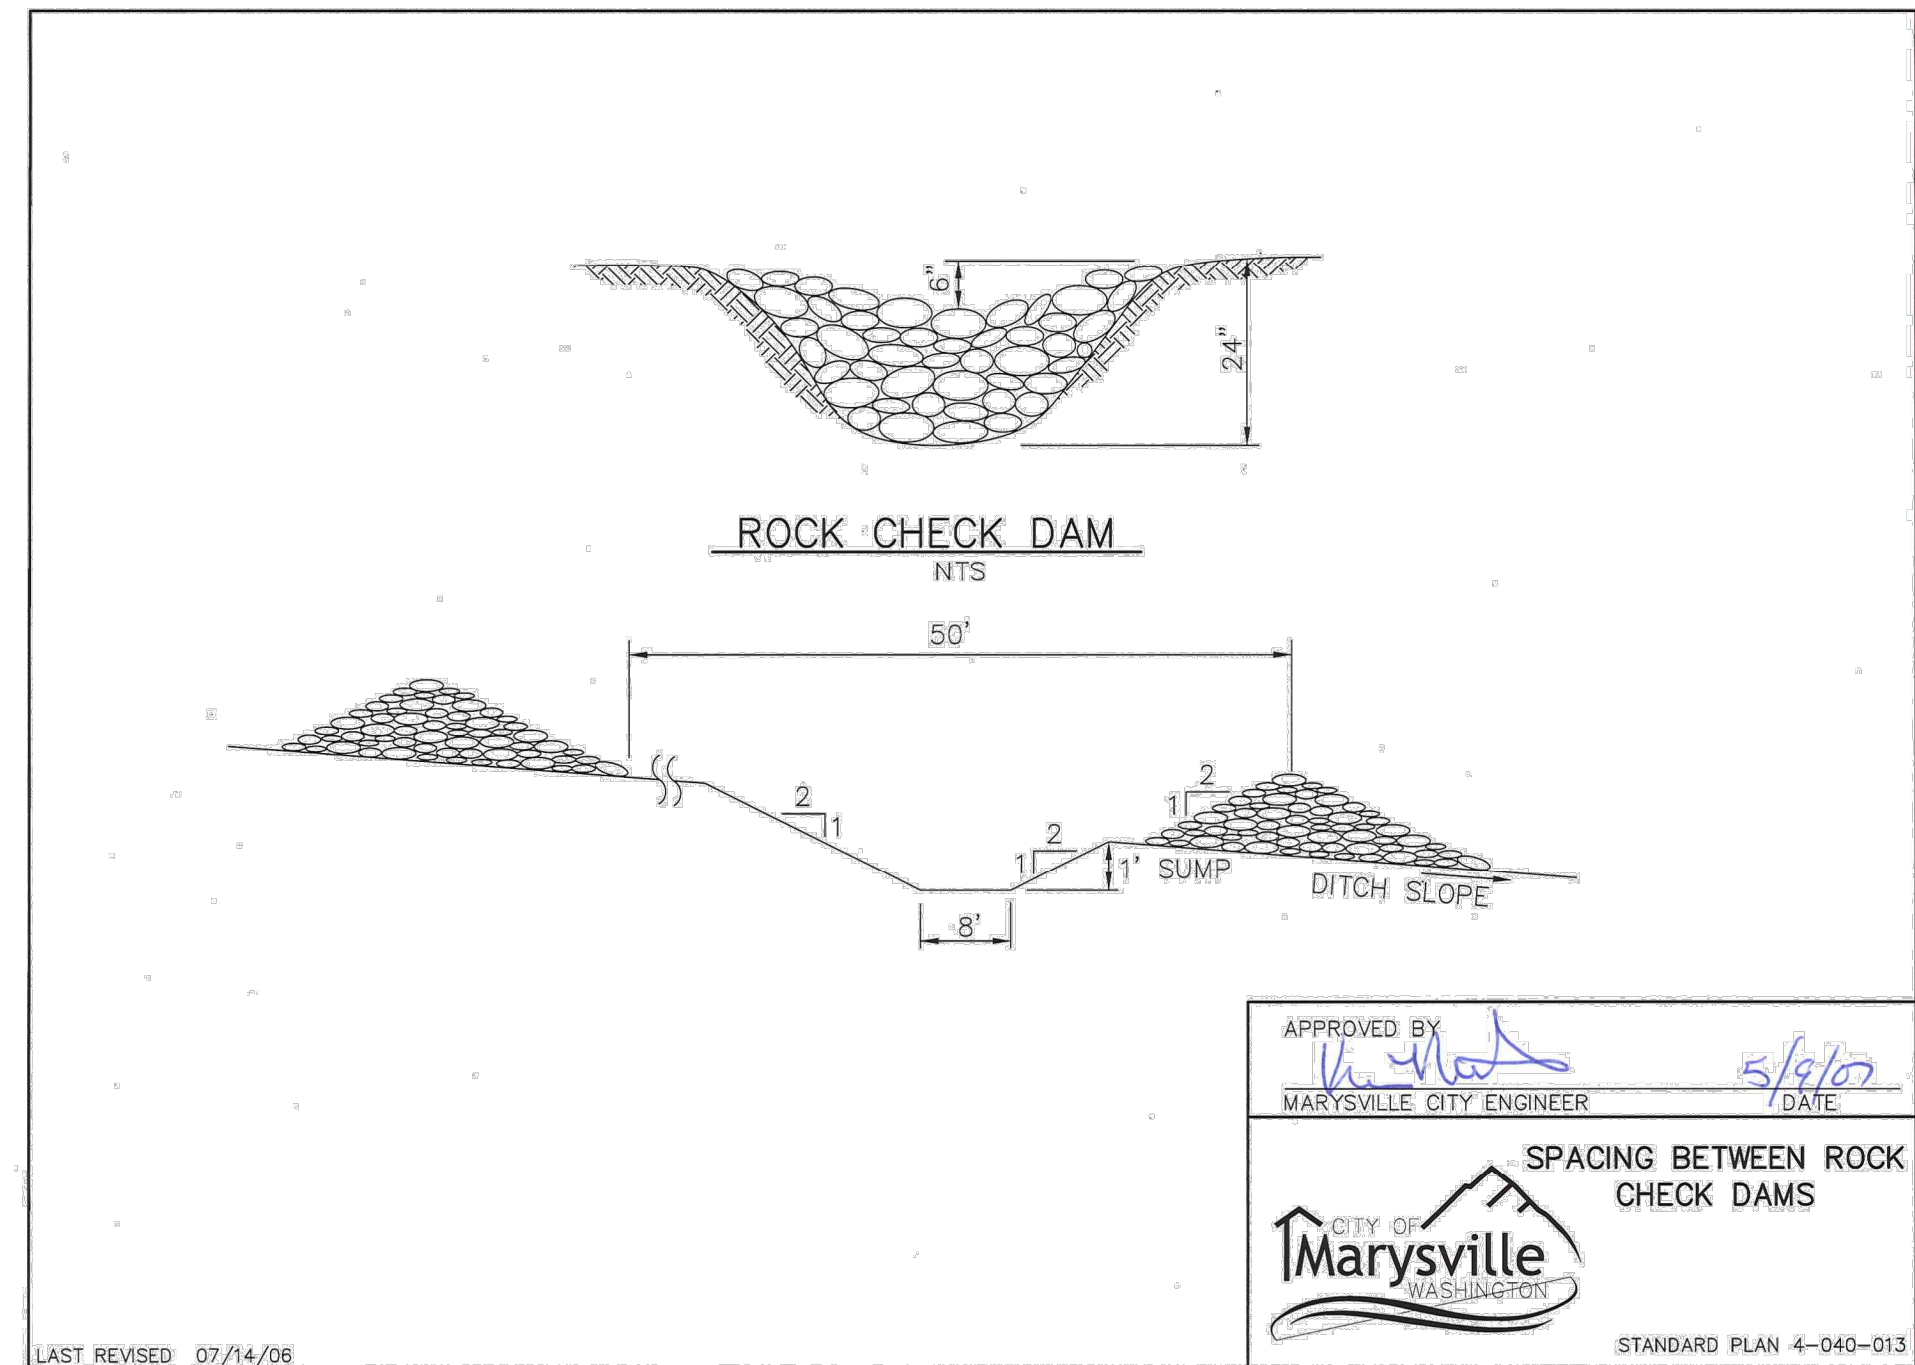 6"
24"
ROCK CHECK DAM
NTS
50'
2
1
2
1
2
1
1' SUMP
DITCH SLOPE
8'
APPROVED BY
5/9/07
MARYSVILLE CITY ENGINEER DATE
SPACING BETWEEN ROCK
CHECK DAMS
CITY OF
Marysville
WASHINGTON
STANDARD PLAN 4-040-013
LAST REVISED 07/14/06